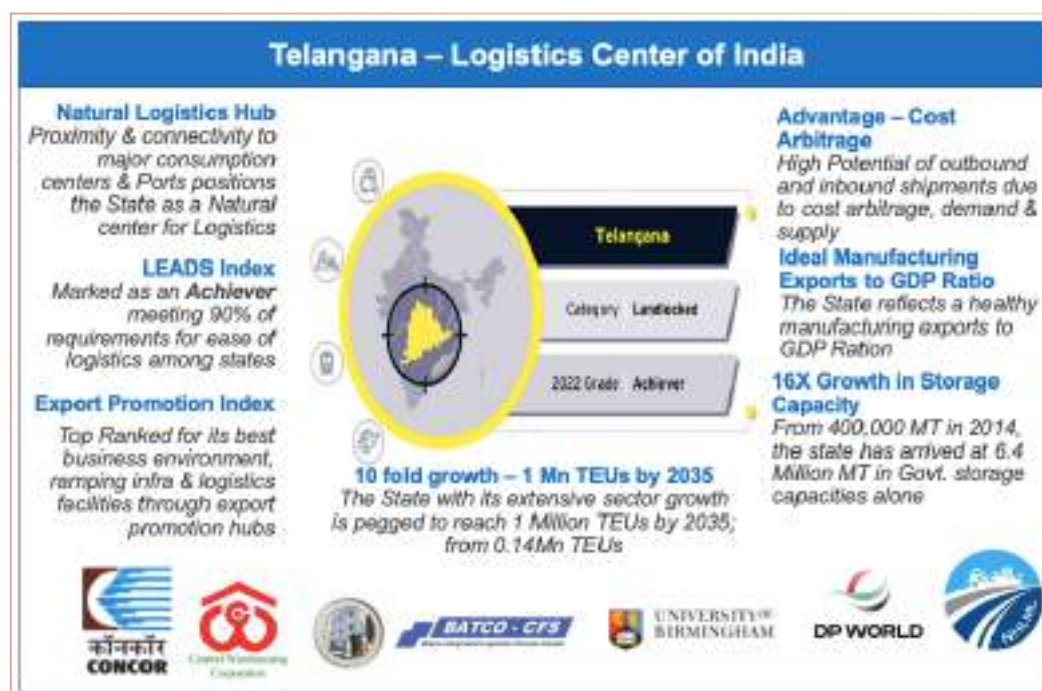 Telangana – Logistics Center of India
Natural Logistics Hub
Proximity & connectivity to
major consumption
centers & Ports positions
the State as a Natural
center for Logistics
LEADS Index
Marked as an Achiever
meeting 90% of
requirements for ease of
logistics among states
Export Promotion Index
Top Ranked for its best
business environment,
ramping infra & logistics
facilities through export
promotion hubs
Telangana
Category Landlocked
2022 Grade Achiever
10 fold growth – 1 Mn TEUs by 2035
The State with its extensive sector growth
is pegged to reach 1 Million TEUs by 2035;
from 0.14Mn TEUs
Advantage – Cost
Arbitrage
High Potential of outbound
and inbound shipments due
to cost arbitrage, demand &
supply
Ideal Manufacturing
Exports to GDP Ratio
The State reflects a healthy
manufacturing exports to
GDP Ration
16X Growth in Storage
Capacity
From 400,000 MT in 2014,
the state has arrived at 6.4
Million MT in Govt. storage
capacities alone
कॉनकॉर
CONCOR
Central Warehousing
Corporation
BATCO - CFS
UNIVERSITY OF
BIRMINGHAM
DP WORLD